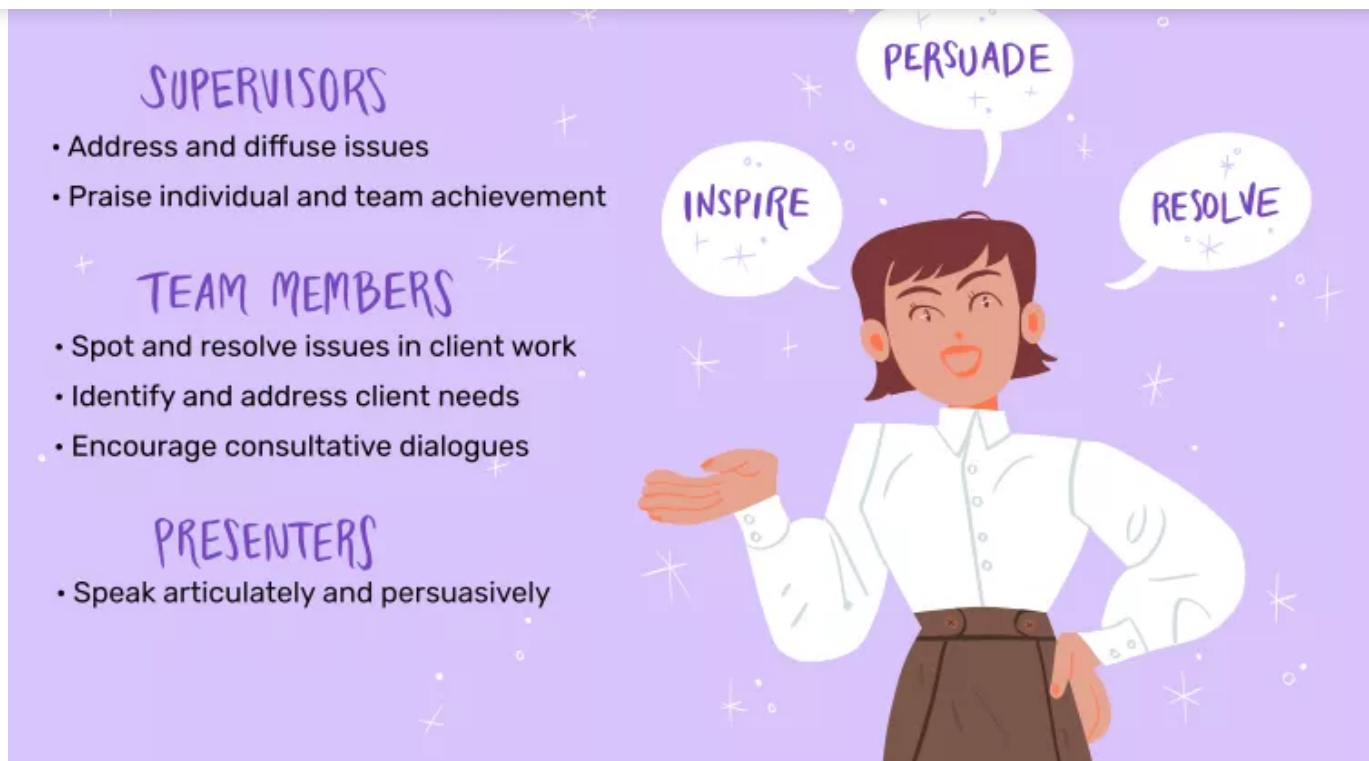 SUPERVISORS
• Address and diffuse issues
• Praise individual and team achievement
TEAM MEMBERS
• Spot and resolve issues in client work
• Identify and address client needs
• Encourage consultative dialogues
PRESENTERS
• Speak articulately and persuasively
INSPIRE
PERSUADE
RESOLVE